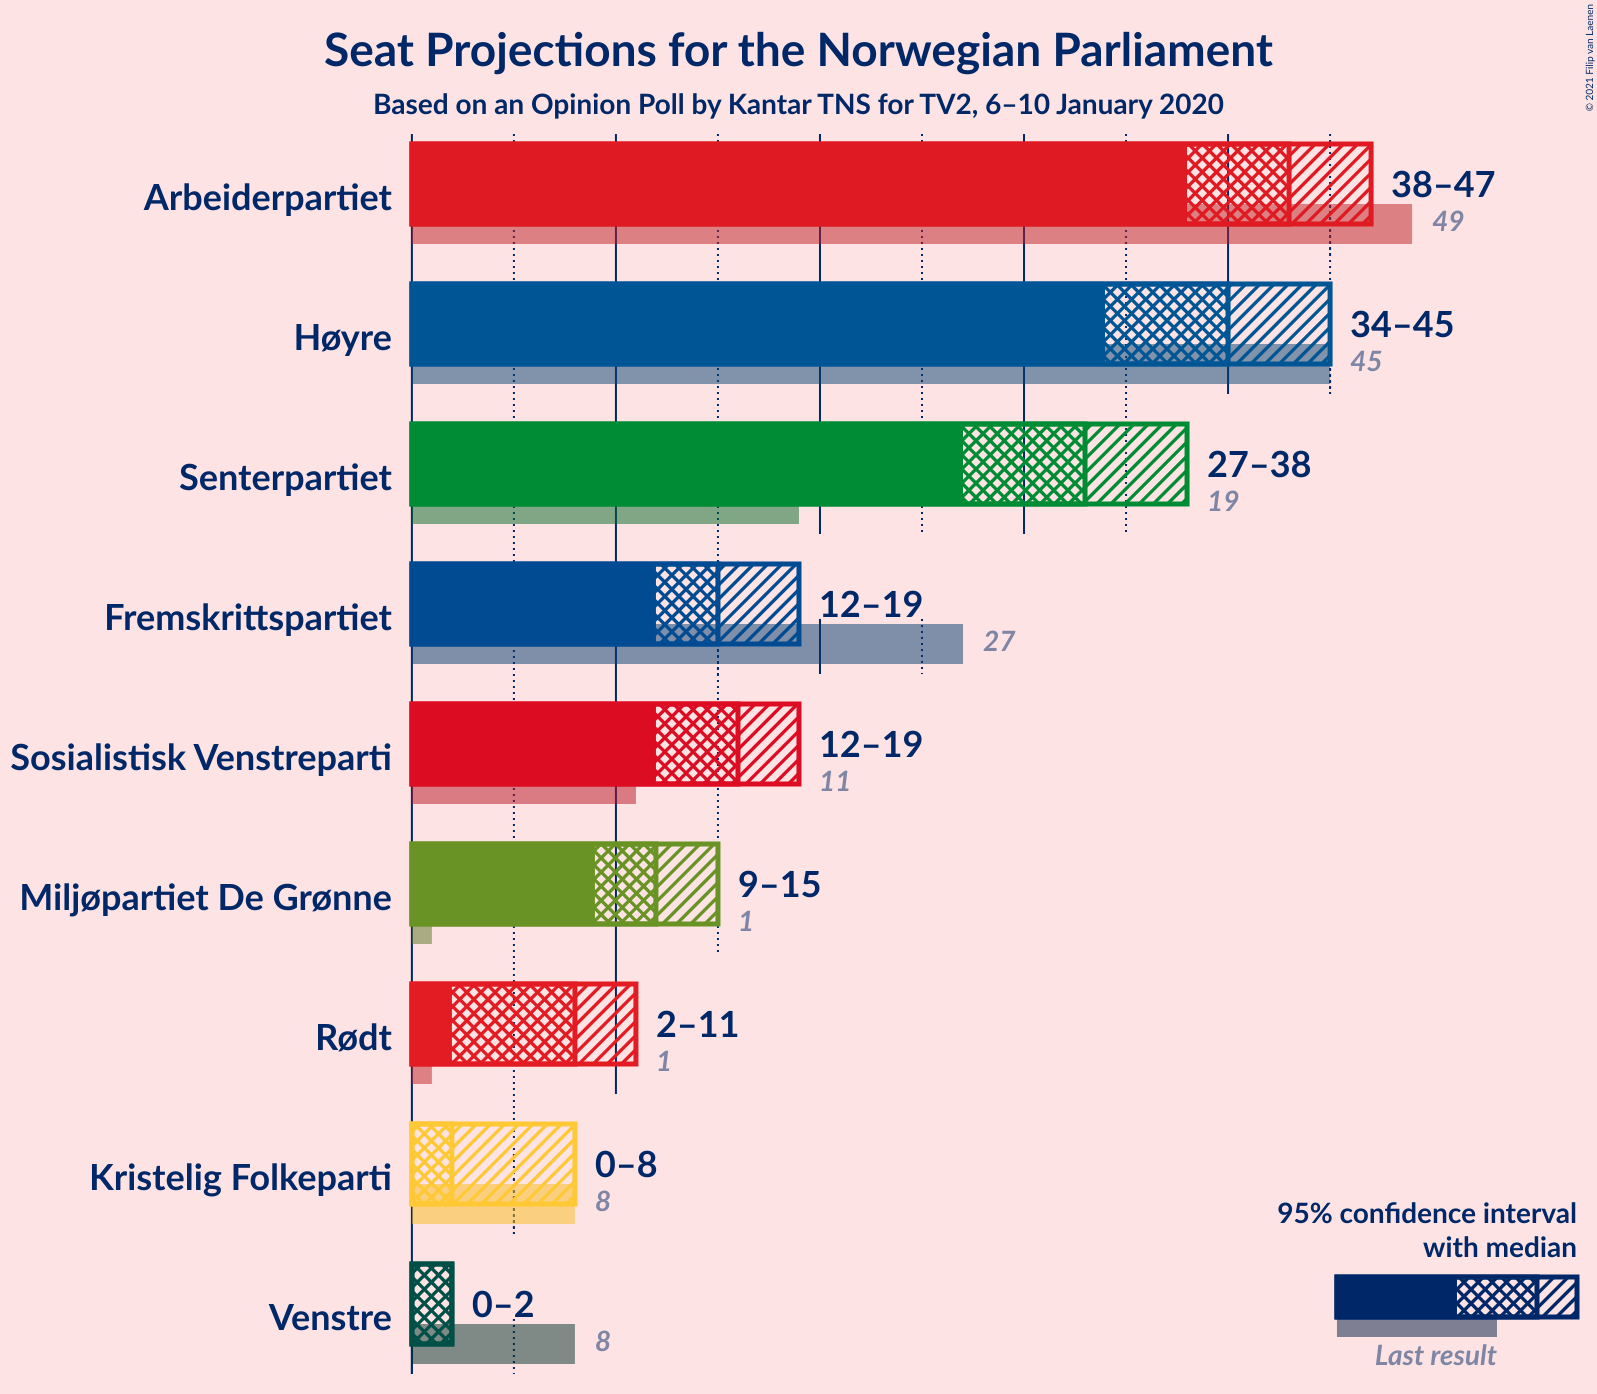 Seat Projections for the Norwegian Parliament
Based on an Opinion Poll by Kantar TNS for TV2, 6–10 January 2020
© 2021 Filip van Laenen
Arbeiderpartiet
38–47
49
Høyre
34–45
45
Senterpartiet
27–38
19
Fremskrittspartiet
12–19
27
Sosialistisk Venstreparti
12–19
11
Miljøpartiet De Grønne
9–15
1
Rødt
2–11
1
Kristelig Folkeparti
0–8
8
Venstre
0–2
8
95% confidence interval
with median
Last result